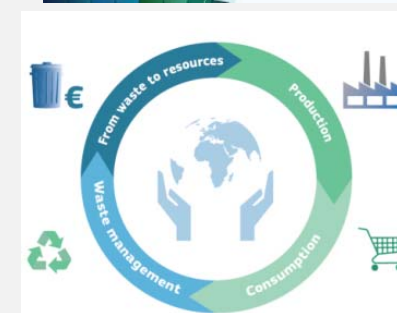 From waste to resources
€
Production
Waste management
Consumption